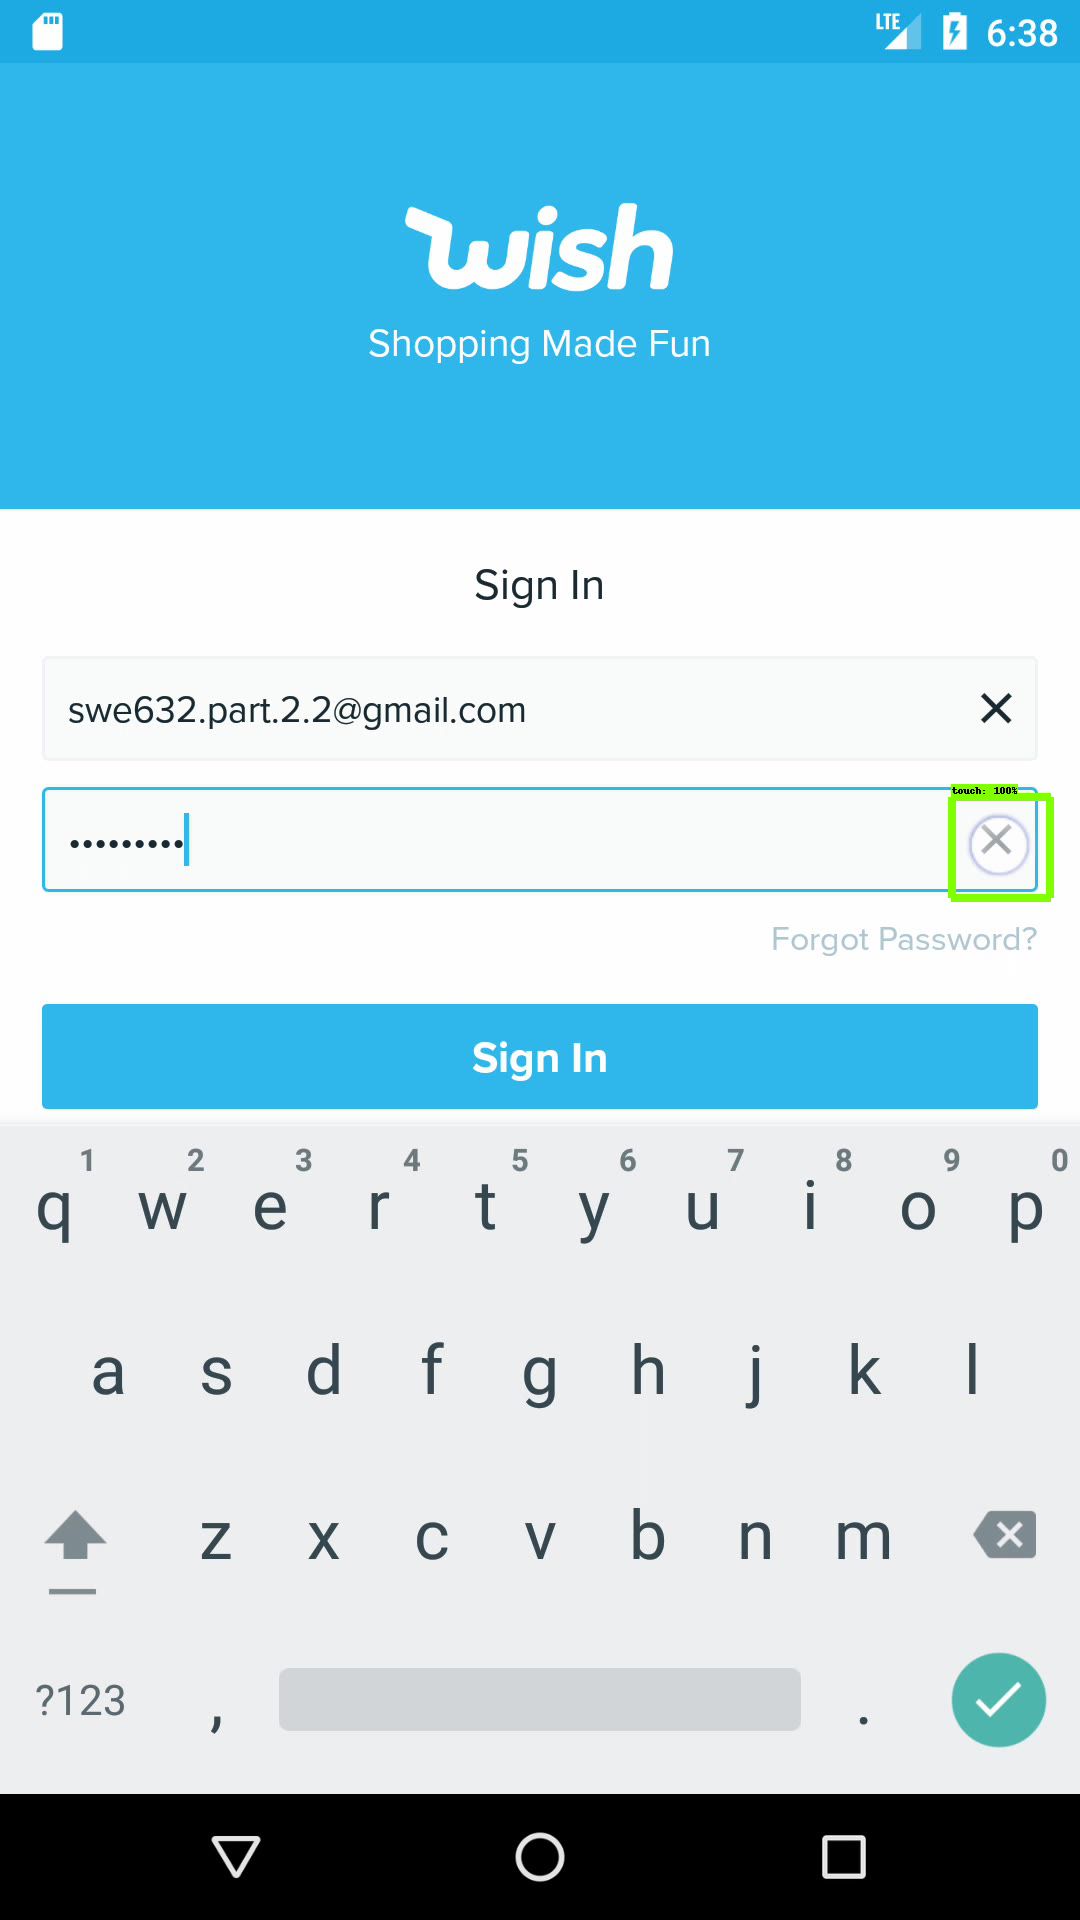 LTE 6:38
wish
Shopping Made Fun
Sign In
swe632.part.2.2@gmail.com
touch: 100%
•••••••••
Forgot Password?
Sign In
1 2 3 4 5 6 7 8 9 0
q w e r t y u i o p
a s d f g h j k l
z x c v b n m
?123 , .